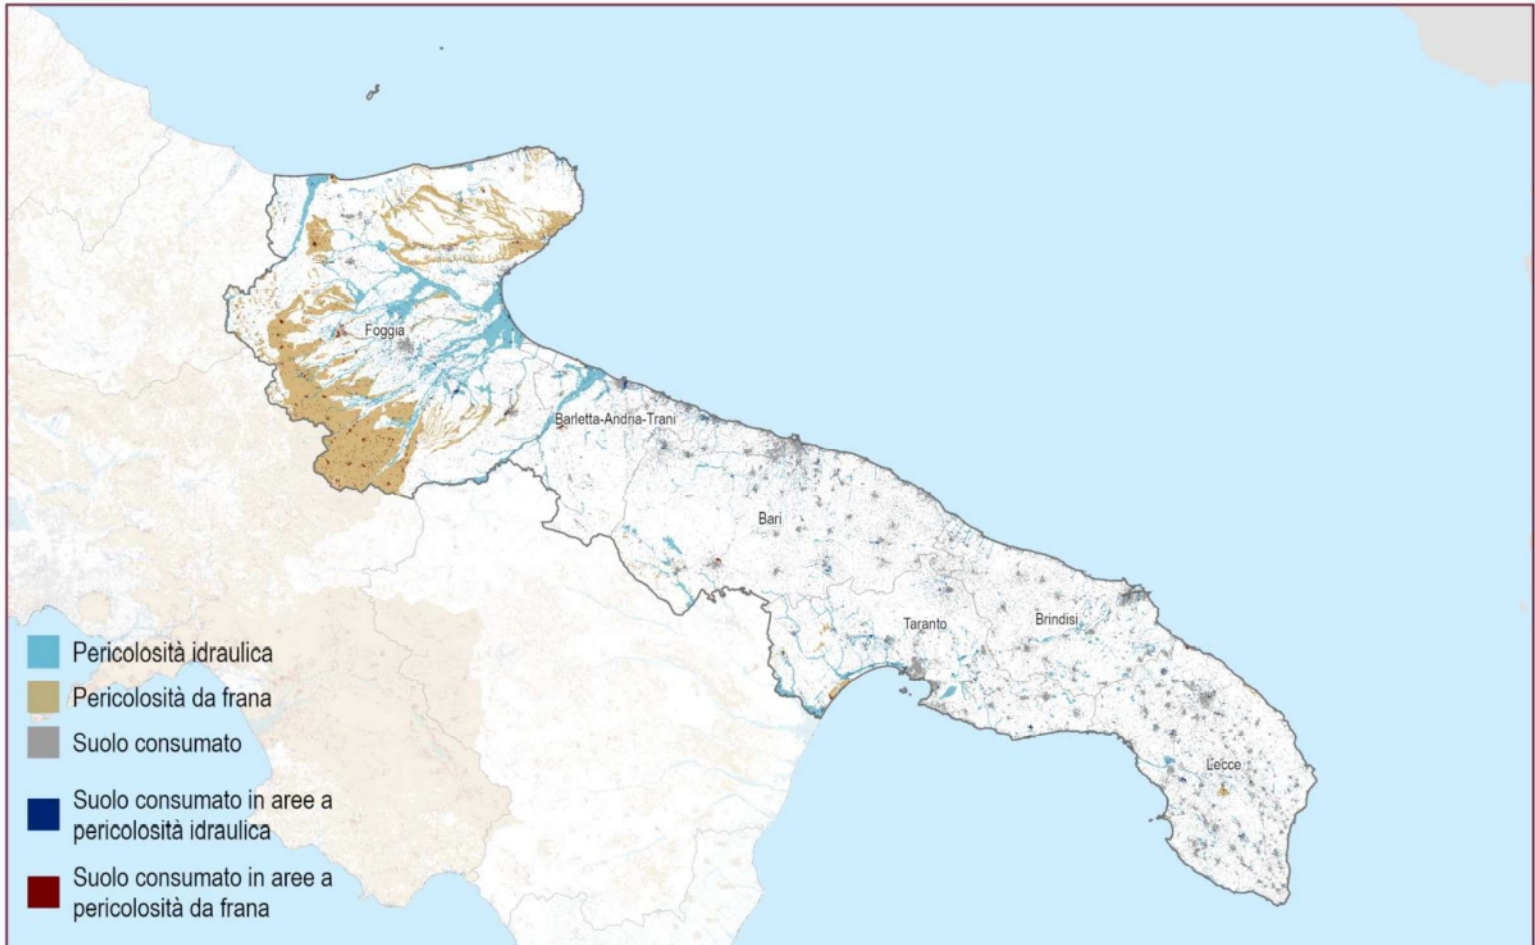 Foggia
Barletta-Andria-Trani
Bari
Taranto
Brindisi
Lecce
Pericolosità idraulica
Pericolosità da frana
Suolo consumato
Suolo consumato in aree a
pericolosità idraulica
Suolo consumato in aree a
pericolosità da frana